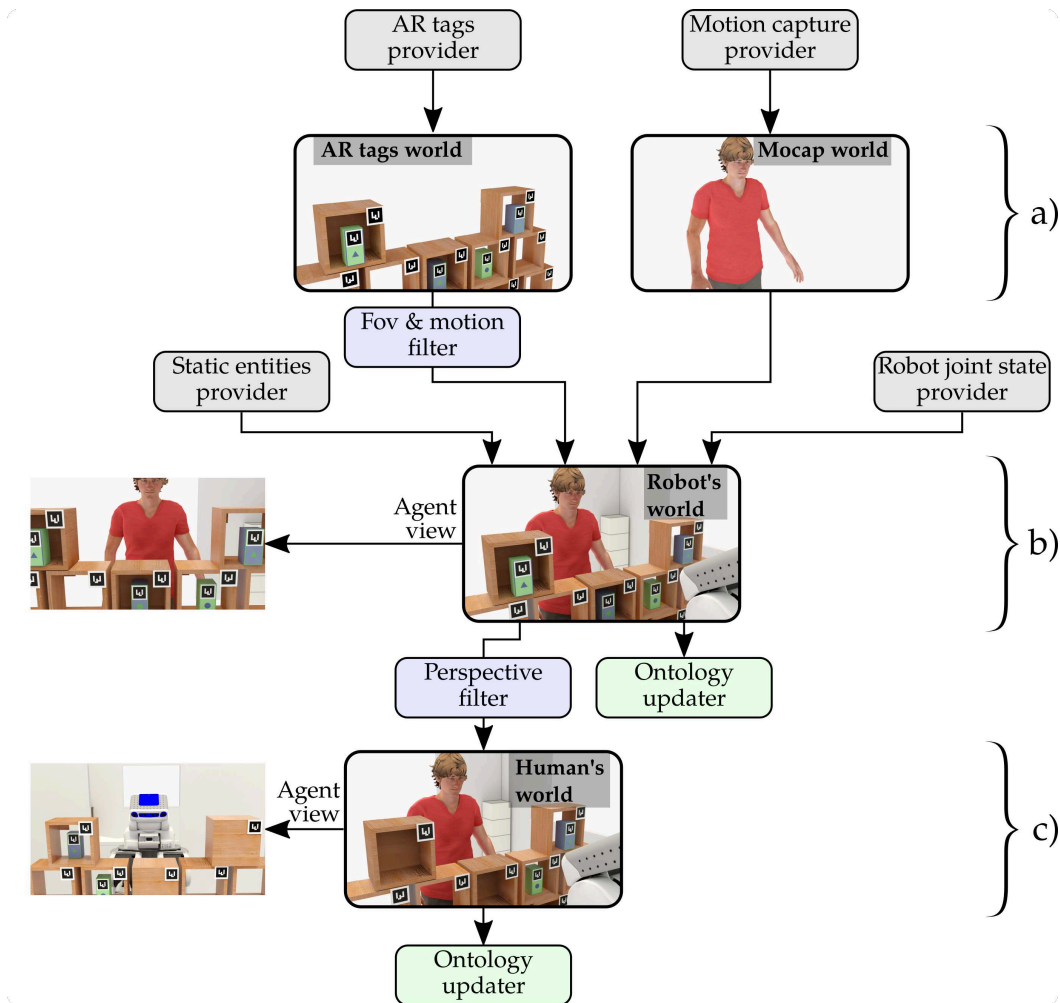 AR tags
provider
Motion capture
provider
AR tags world
Mocap world
a)
Fov & motion
filter
Static entities
provider
Robot joint state
provider
Robot's
world
Agent
view
b)
Perspective
filter
Ontology
updater
Human's
world
Agent
view
c)
Ontology
updater